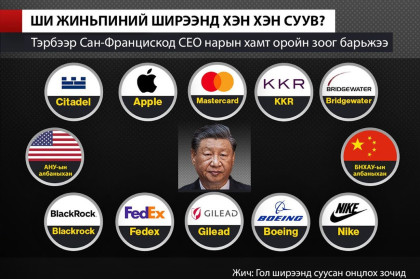 ШИ ЖИНЬПИНИЙ ШИРЭЭНД ХЭН ХЭН СУУВ?
Тэрбээр Сан-Францискод CEO нарын хамт оройн зоог барьжээ
CITADEL
mastercard
KKR
BRIDGEWATER
Citadel
Apple
Mastercard
KKR
Bridgewater
АНУ-ын
албаныхан
БНХАУ-ын
албаныхан
BlackRock
FedEx
GILEAD
BOEING
NIKE
Blackrock
Fedex
Gilead
Boeing
Nike
Жич: Гол ширээнд суусан онцлох зочид